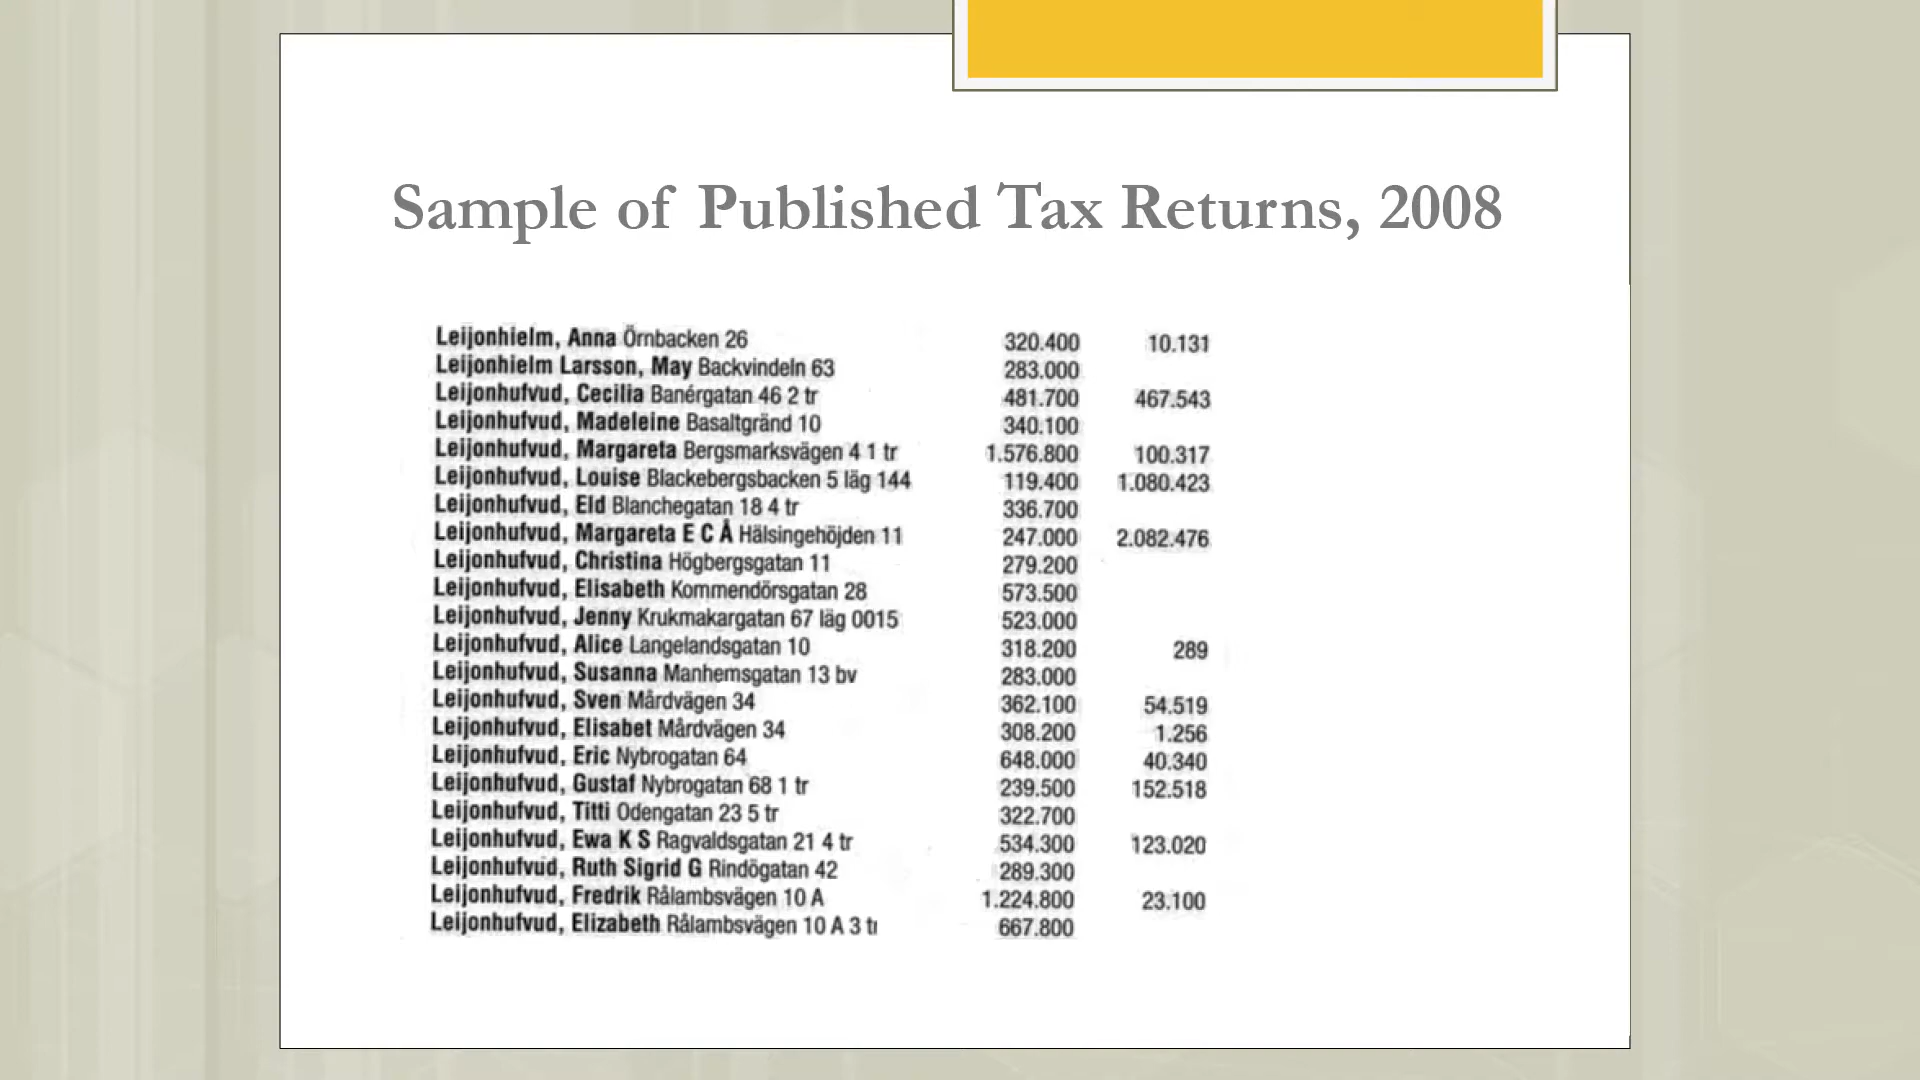 Sample of Published Tax Returns, 2008
Leijonhielm, Anna Örnbacken 26 320.400 10.131
Leijonhielm Larsson, May Backvindeln 63 283.000
Leijonhufvud, Cecilia Banérgatan 46 2 tr 481.700 467.543
Leijonhufvud, Madeleine Basaltgränd 10 340.100
Leijonhufvud, Margareta Bergsmarksvägen 4 1 tr 1.576.800 100.317
Leijonhufvud, Louise Blackebergsbacken 5 läg 144 119.400 1.080.423
Leijonhufvud, Eld Blanchegatan 18 4 tr 336.700
Leijonhufvud, Margareta E C Å Hälsingehöjden 11 247.000 2.082.476
Leijonhufvud, Christina Högbergsgatan 11 279.200
Leijonhufvud, Elisabeth Kommendörsgatan 28 573.500
Leijonhufvud, Jenny Krukmakargatan 67 läg 0015 523.000
Leijonhufvud, Alice Langelandsgatan 10 318.200 289
Leijonhufvud, Susanna Manhemsgatan 13 bv 283.000
Leijonhufvud, Sven Mårdvägen 34 362.100 54.519
Leijonhufvud, Elisabet Mårdvägen 34 308.200 1.256
Leijonhufvud, Eric Nybrogatan 64 648.000 40.340
Leijonhufvud, Gustaf Nybrogatan 68 1 tr 239.500 152.518
Leijonhufvud, Titti Odengatan 23 5 tr 322.700
Leijonhufvud, Ewa K S Ragvaldsgatan 21 4 tr 534.300 123.020
Leijonhufvud, Ruth Sigrid G Rindögatan 42 289.300
Leijonhufvud, Fredrik Rålambsvägen 10 A 1.224.800 23.100
Leijonhufvud, Elizabeth Rålambsvägen 10 A 3 tr 667.800